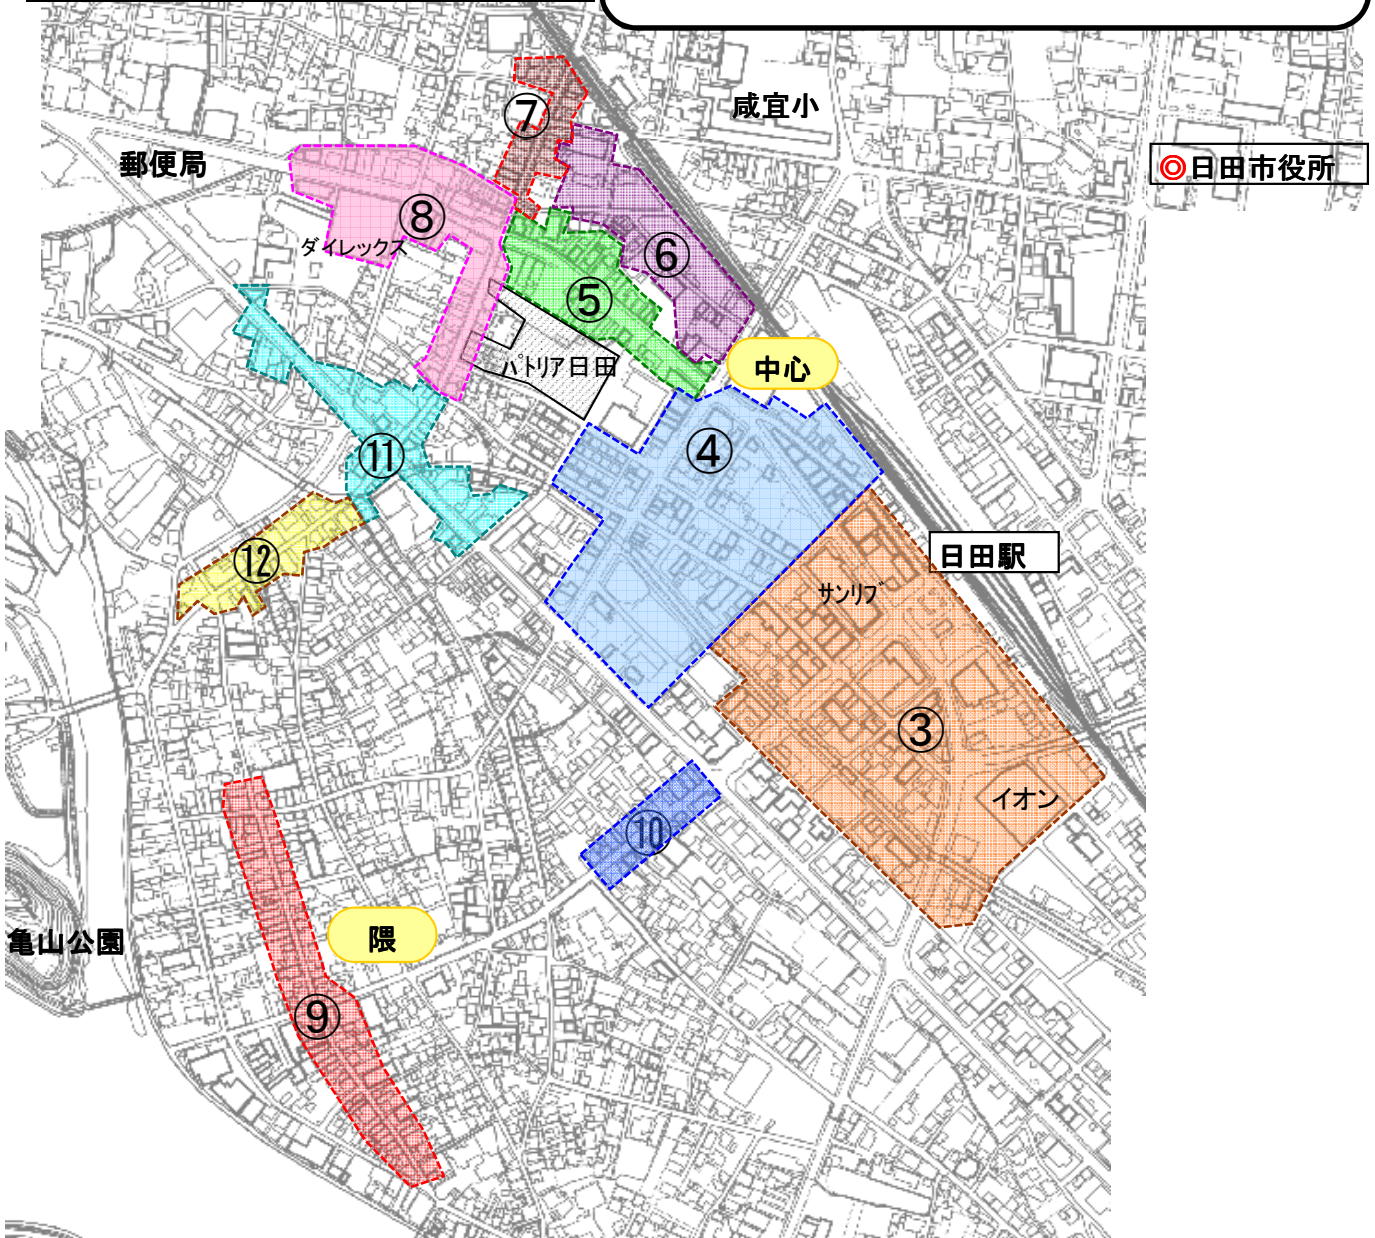 咸宜小
⑦
◎日田市役所
郵便局
⑧
ダイレックス
⑥
⑤
パトリア日田
中心
④
⑪
⑫
日田駅
サンリブ
③
イオン
⑩
亀山公園
隈
⑨